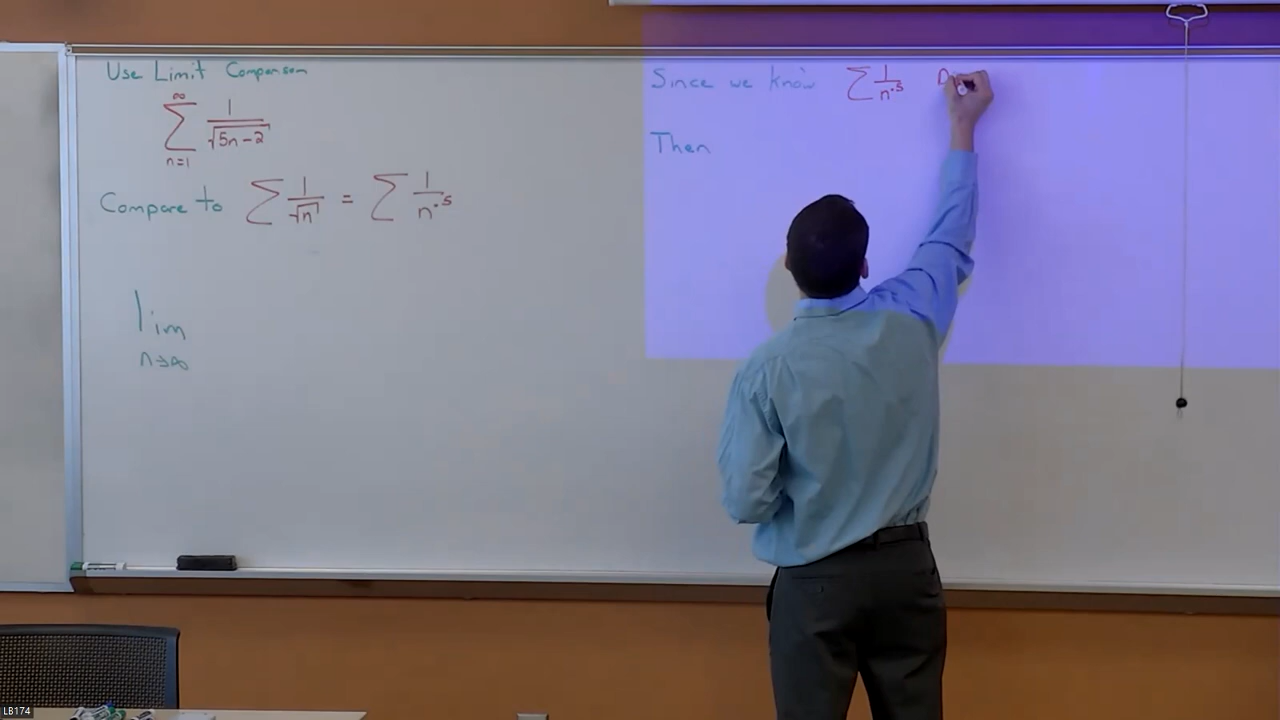 Use Limit Comparison
∞
∑ 1/√(5n-2)
n=1
Compare to ∑ 1/√n = ∑ 1/n^.5
lim
n→∞
Since we know ∑ 1/n^.5
Then
LB174